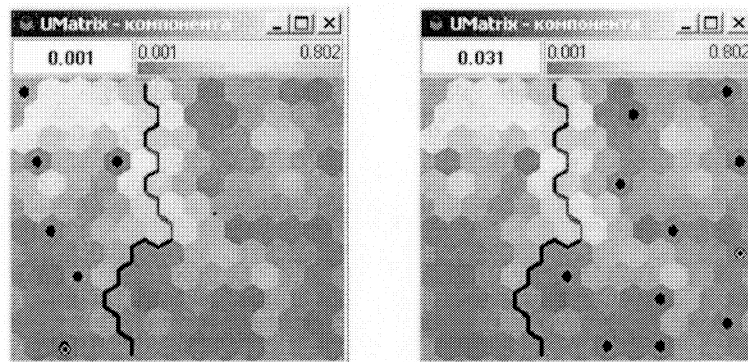 UMatrix - компонента
0.001 0.001 0.802
UMatrix - компонента
0.031 0.001 0.802